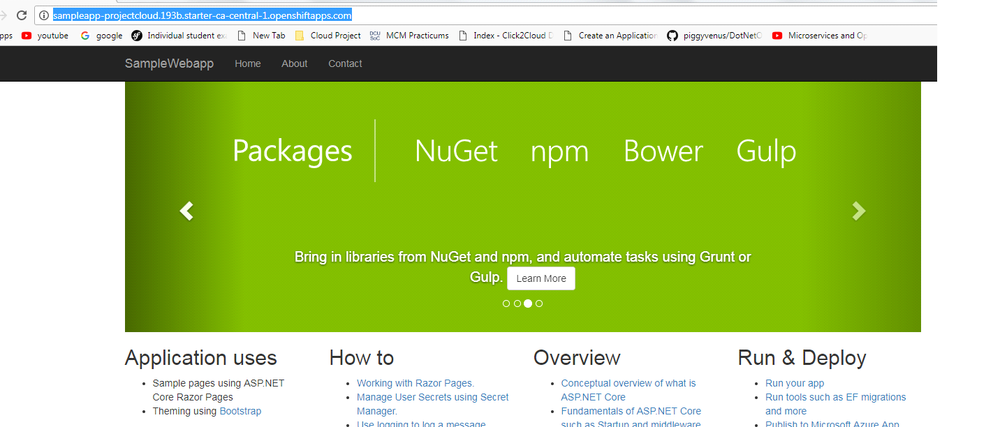 sampleapp-projectcloud.193b.starter-ca-central-1.openshiftapps.com
pps youtube google Individual student exa New Tab Cloud Project DCU SoC MCM Practicums Index - Click2Cloud D Create an Application piggyvenus/DotNetC Microservices and Op
SampleWebapp Home About Contact
Packages NuGet npm Bower Gulp
Bring in libraries from NuGet and npm, and automate tasks using Grunt or
Gulp. Learn More
Application uses
Sample pages using ASP.NET
Core Razor Pages
Theming using Bootstrap
How to
Working with Razor Pages.
Manage User Secrets using Secret
Manager.
Use logging to log a message.
Overview
Conceptual overview of what is
ASP.NET Core
Fundamentals of ASP.NET Core
such as Startup and middleware.
Run & Deploy
Run your app
Run tools such as EF migrations
and more
Publish to Microsoft Azure App